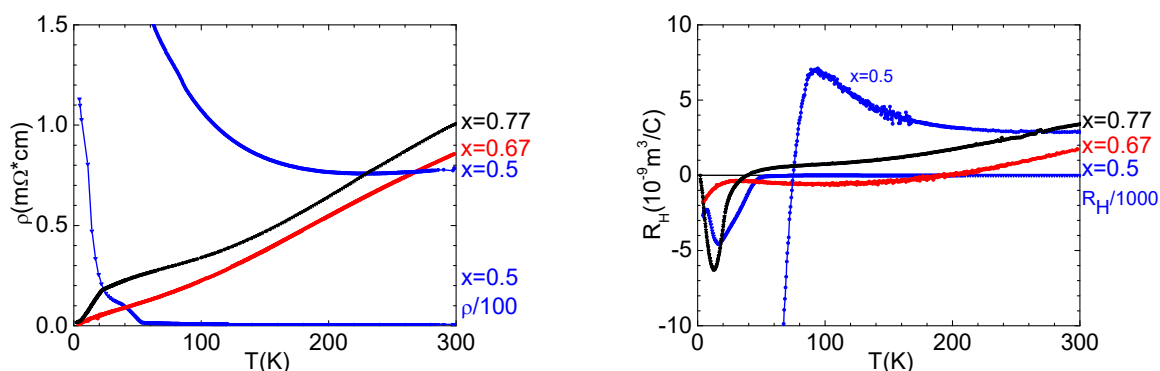 1.5
1.0
0.5
0.0
ρ(mΩ*cm)
0
100
200
300
T(K)
x=0.77
x=0.67
x=0.5
x=0.5
ρ/100
10
5
0
-5
-10
R_H(10^-9 m^3/C)
0
100
200
300
T(K)
x=0.5
x=0.77
x=0.67
x=0.5
R_H/1000